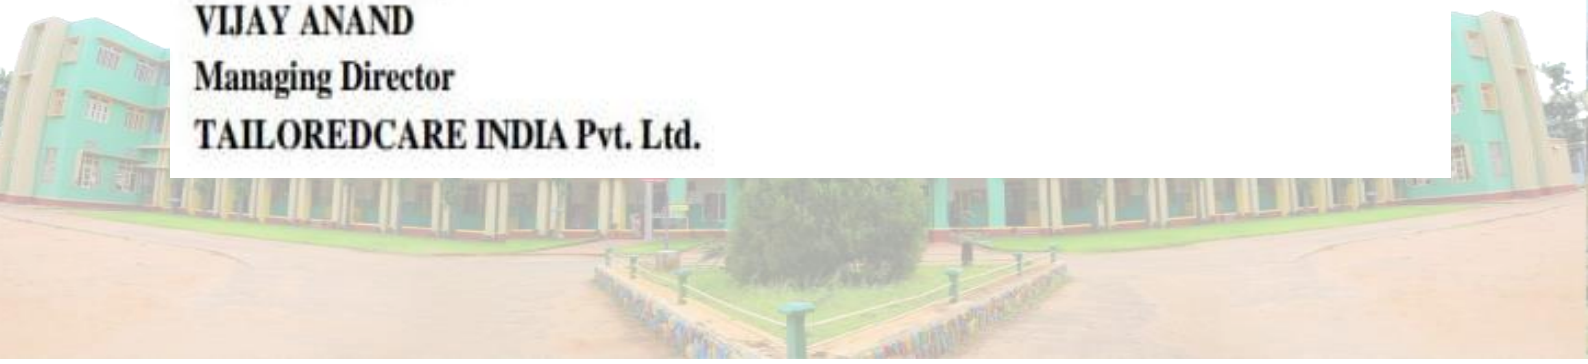 VIJAY ANAND
Managing Director
TAILOREDCARE INDIA Pvt. Ltd.